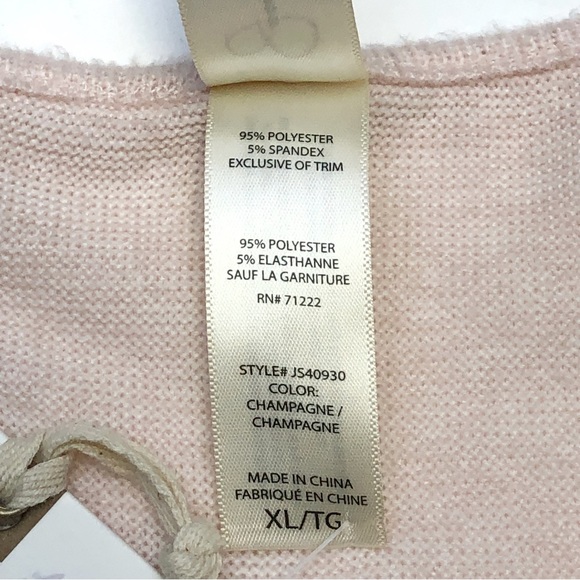 95% POLYESTER
5% SPANDEX
EXCLUSIVE OF TRIM
95% POLYESTER
5% ELASTHANNE
SAUF LA GARNITURE
RN# 71222
STYLE# JS40930
COLOR:
CHAMPAGNE /
CHAMPAGNE
MADE IN CHINA
FABRIQUÉ EN CHINE
XL/TG